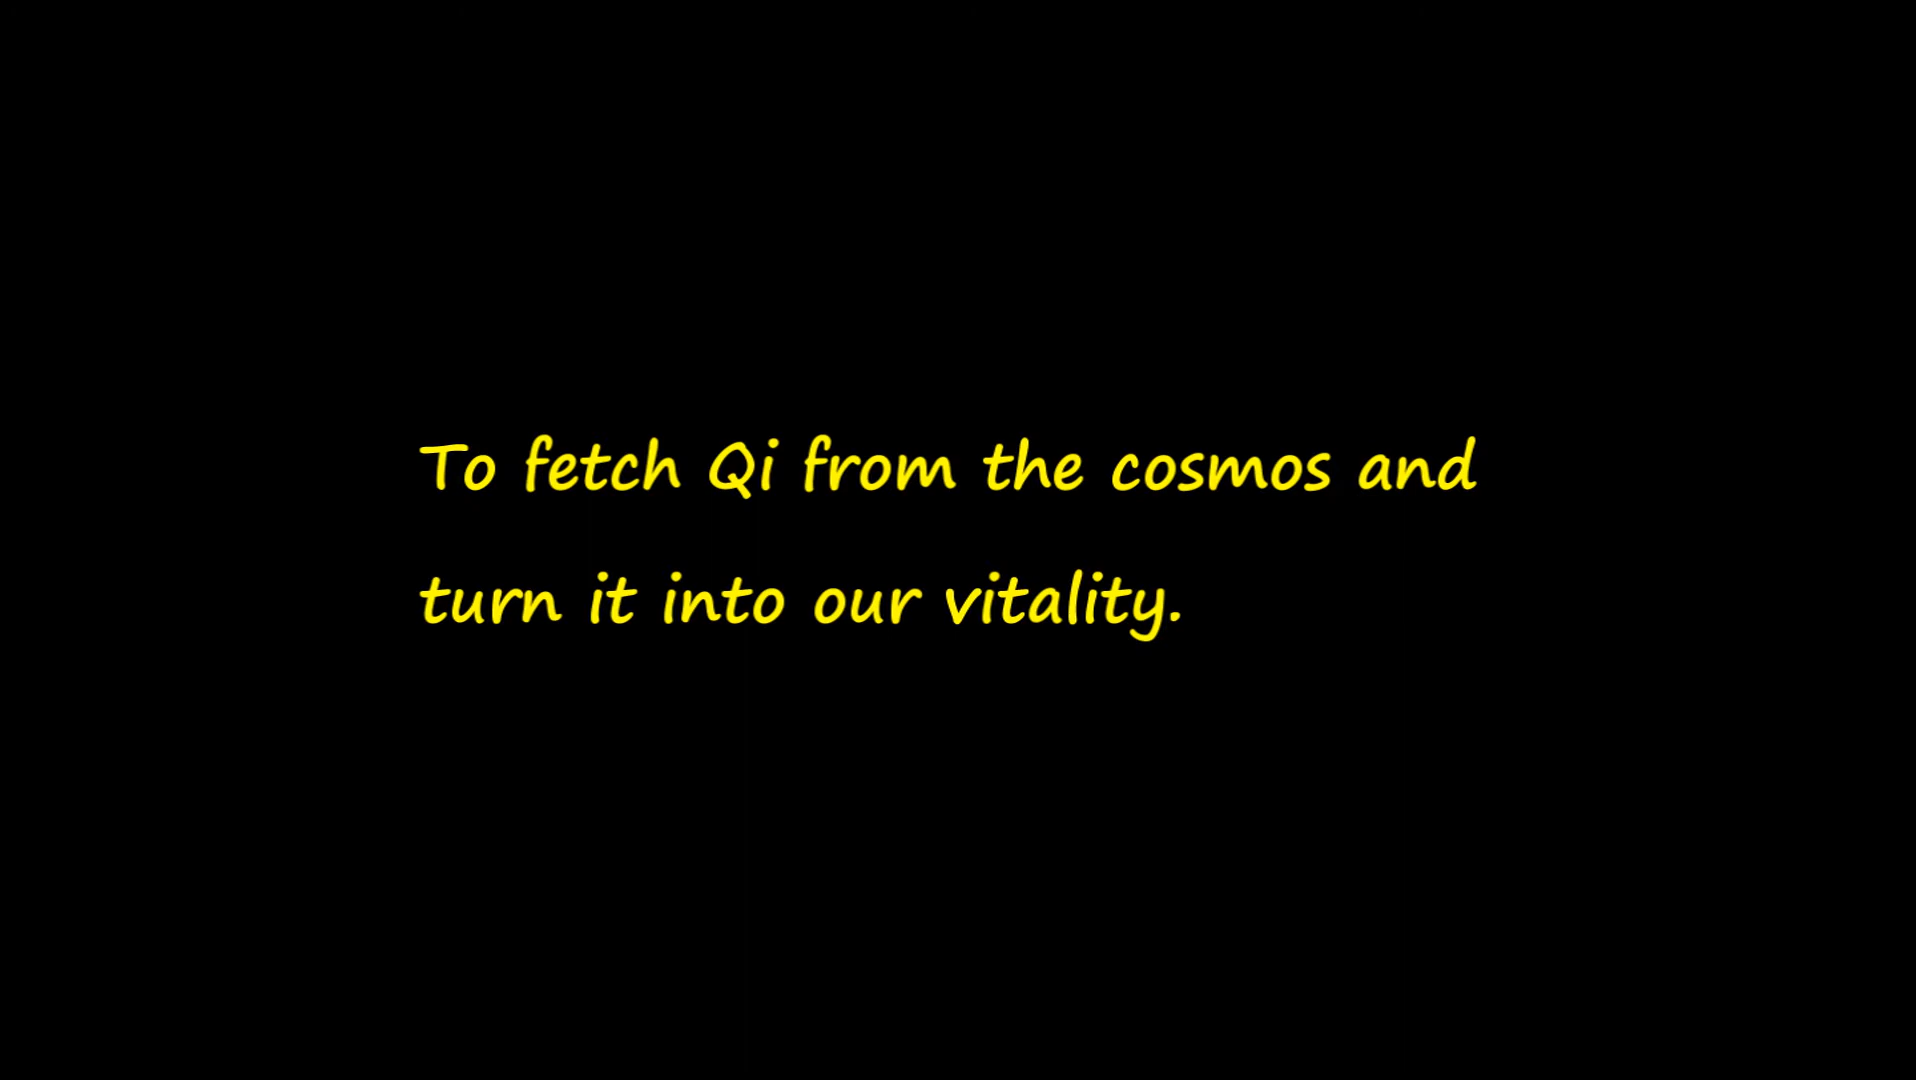 To fetch Qi from the cosmos and
turn it into our vitality.